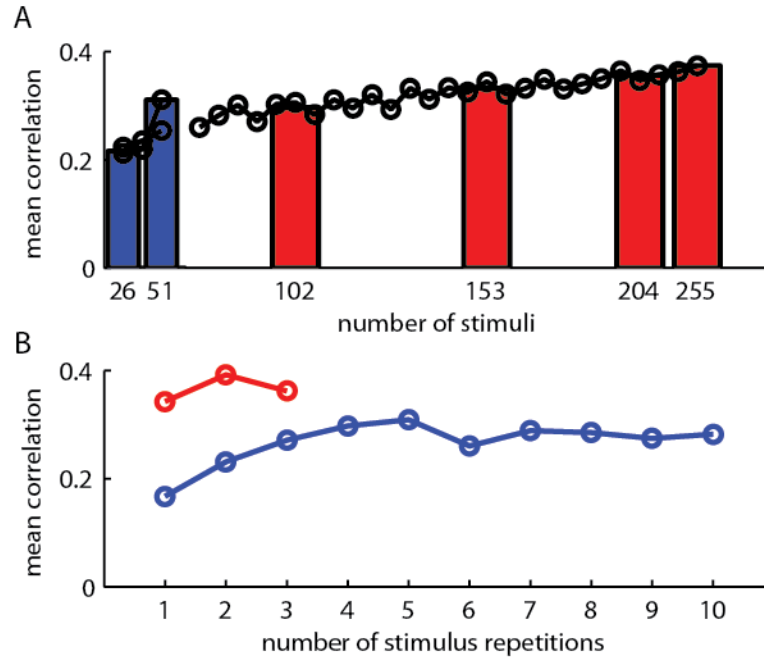 A
0.4
0.2
0
mean correlation
26 51 102 153 204 255
number of stimuli
B
0.4
0.2
0
mean correlation
1 2 3 4 5 6 7 8 9 10
number of stimulus repetitions